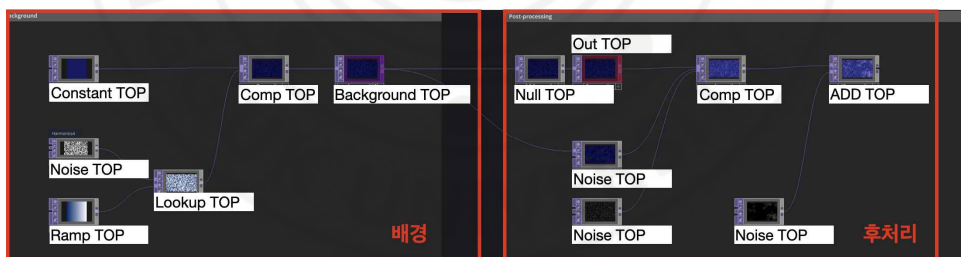 ckground
Constant TOP
Comp TOP
Background TOP
Noise TOP
Lookup TOP
Ramp TOP
배경
Post-processing
Out TOP
Null TOP
Comp TOP
ADD TOP
Noise TOP
Noise TOP
Noise TOP
후처리